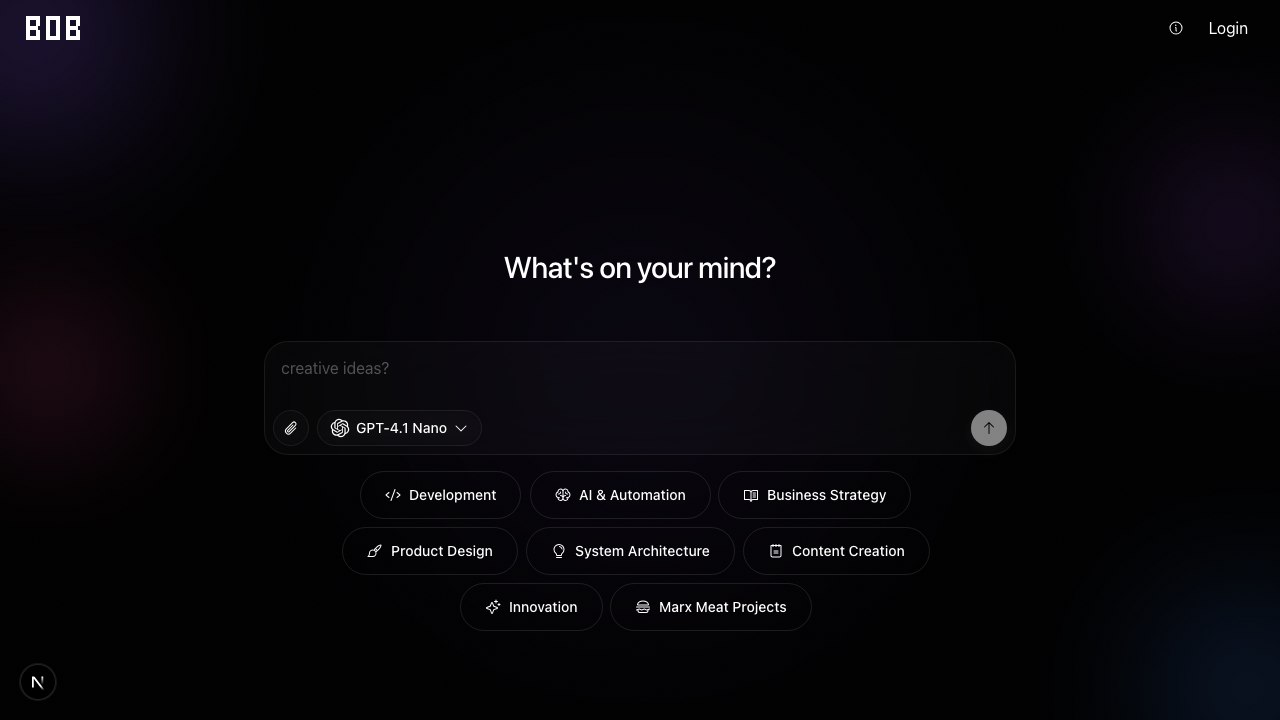 BOB
Login
What's on your mind?
creative ideas?
GPT-4.1 Nano
Development
AI & Automation
Business Strategy
Product Design
System Architecture
Content Creation
Innovation
Marx Meat Projects
N